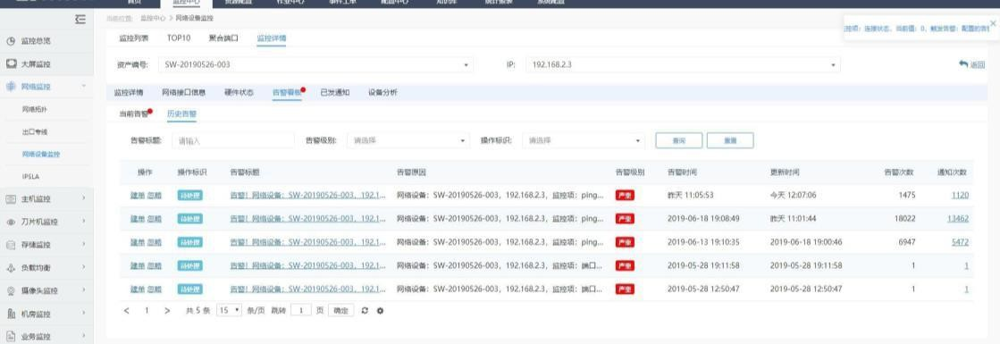 首页 监控中心 资源配置 作业中心 事件工单 配置中心 知识库 统计报表 系统配置
当前位置: 监控中心 > 网络设备监控
监控项: 连接状态, 当前值: 0, 触发告警: 配置的告
监控列表 TOP10 聚合端口 监控详情
资产编号: SW-20190526-003 IP: 192.168.2.3 返回
监控详情 网络接口信息 硬件状态 告警看板 已发通知 设备分析
当前告警 历史告警
告警标题: 请输入 告警级别: 请选择 操作标识: 请选择 查询 重置
操作 操作标识 告警标题 告警原因 告警级别 告警时间 更新时间 告警次数 通知次数
建单 忽略 待处理 告警! 网络设备: SW-20190526-003, 192.1... 网络设备: SW-20190526-003, 192.168.2.3, 监控项: ping... 严重 昨天 11:05:53 今天 12:07:06 1475 1120
建单 忽略 待处理 告警! 网络设备: SW-20190526-003, 192.1... 网络设备: SW-20190526-003, 192.168.2.3, 监控项: ping... 严重 2019-06-18 19:08:49 昨天 11:01:44 18022 13462
建单 忽略 待处理 告警! 网络设备: SW-20190526-003, 192.1... 网络设备: SW-20190526-003, 192.168.2.3, 监控项: ping... 严重 2019-06-13 19:10:35 2019-06-18 19:00:46 6947 5472
建单 忽略 待处理 告警! 网络设备: SW-20190526-003, 192.1... 网络设备: SW-20190526-003, 192.168.2.3, 监控项: 端口... 严重 2019-05-28 19:11:58 2019-05-28 19:11:58 1 1
建单 忽略 待处理 告警! 网络设备: SW-20190526-003, 192.1... 网络设备: SW-20190526-003, 192.168.2.3, 监控项: 端口... 严重 2019-05-28 12:50:47 2019-05-28 12:50:47 1 1
< 1 > 共 5 条 15 条/页 跳转 1 页 确定
监控总览
大屏监控
网络监控
网络拓扑
出口专线
网络设备监控
IPSLA
主机监控
刀片机监控
存储监控
负载均衡
摄像头监控
机房监控
业务监控